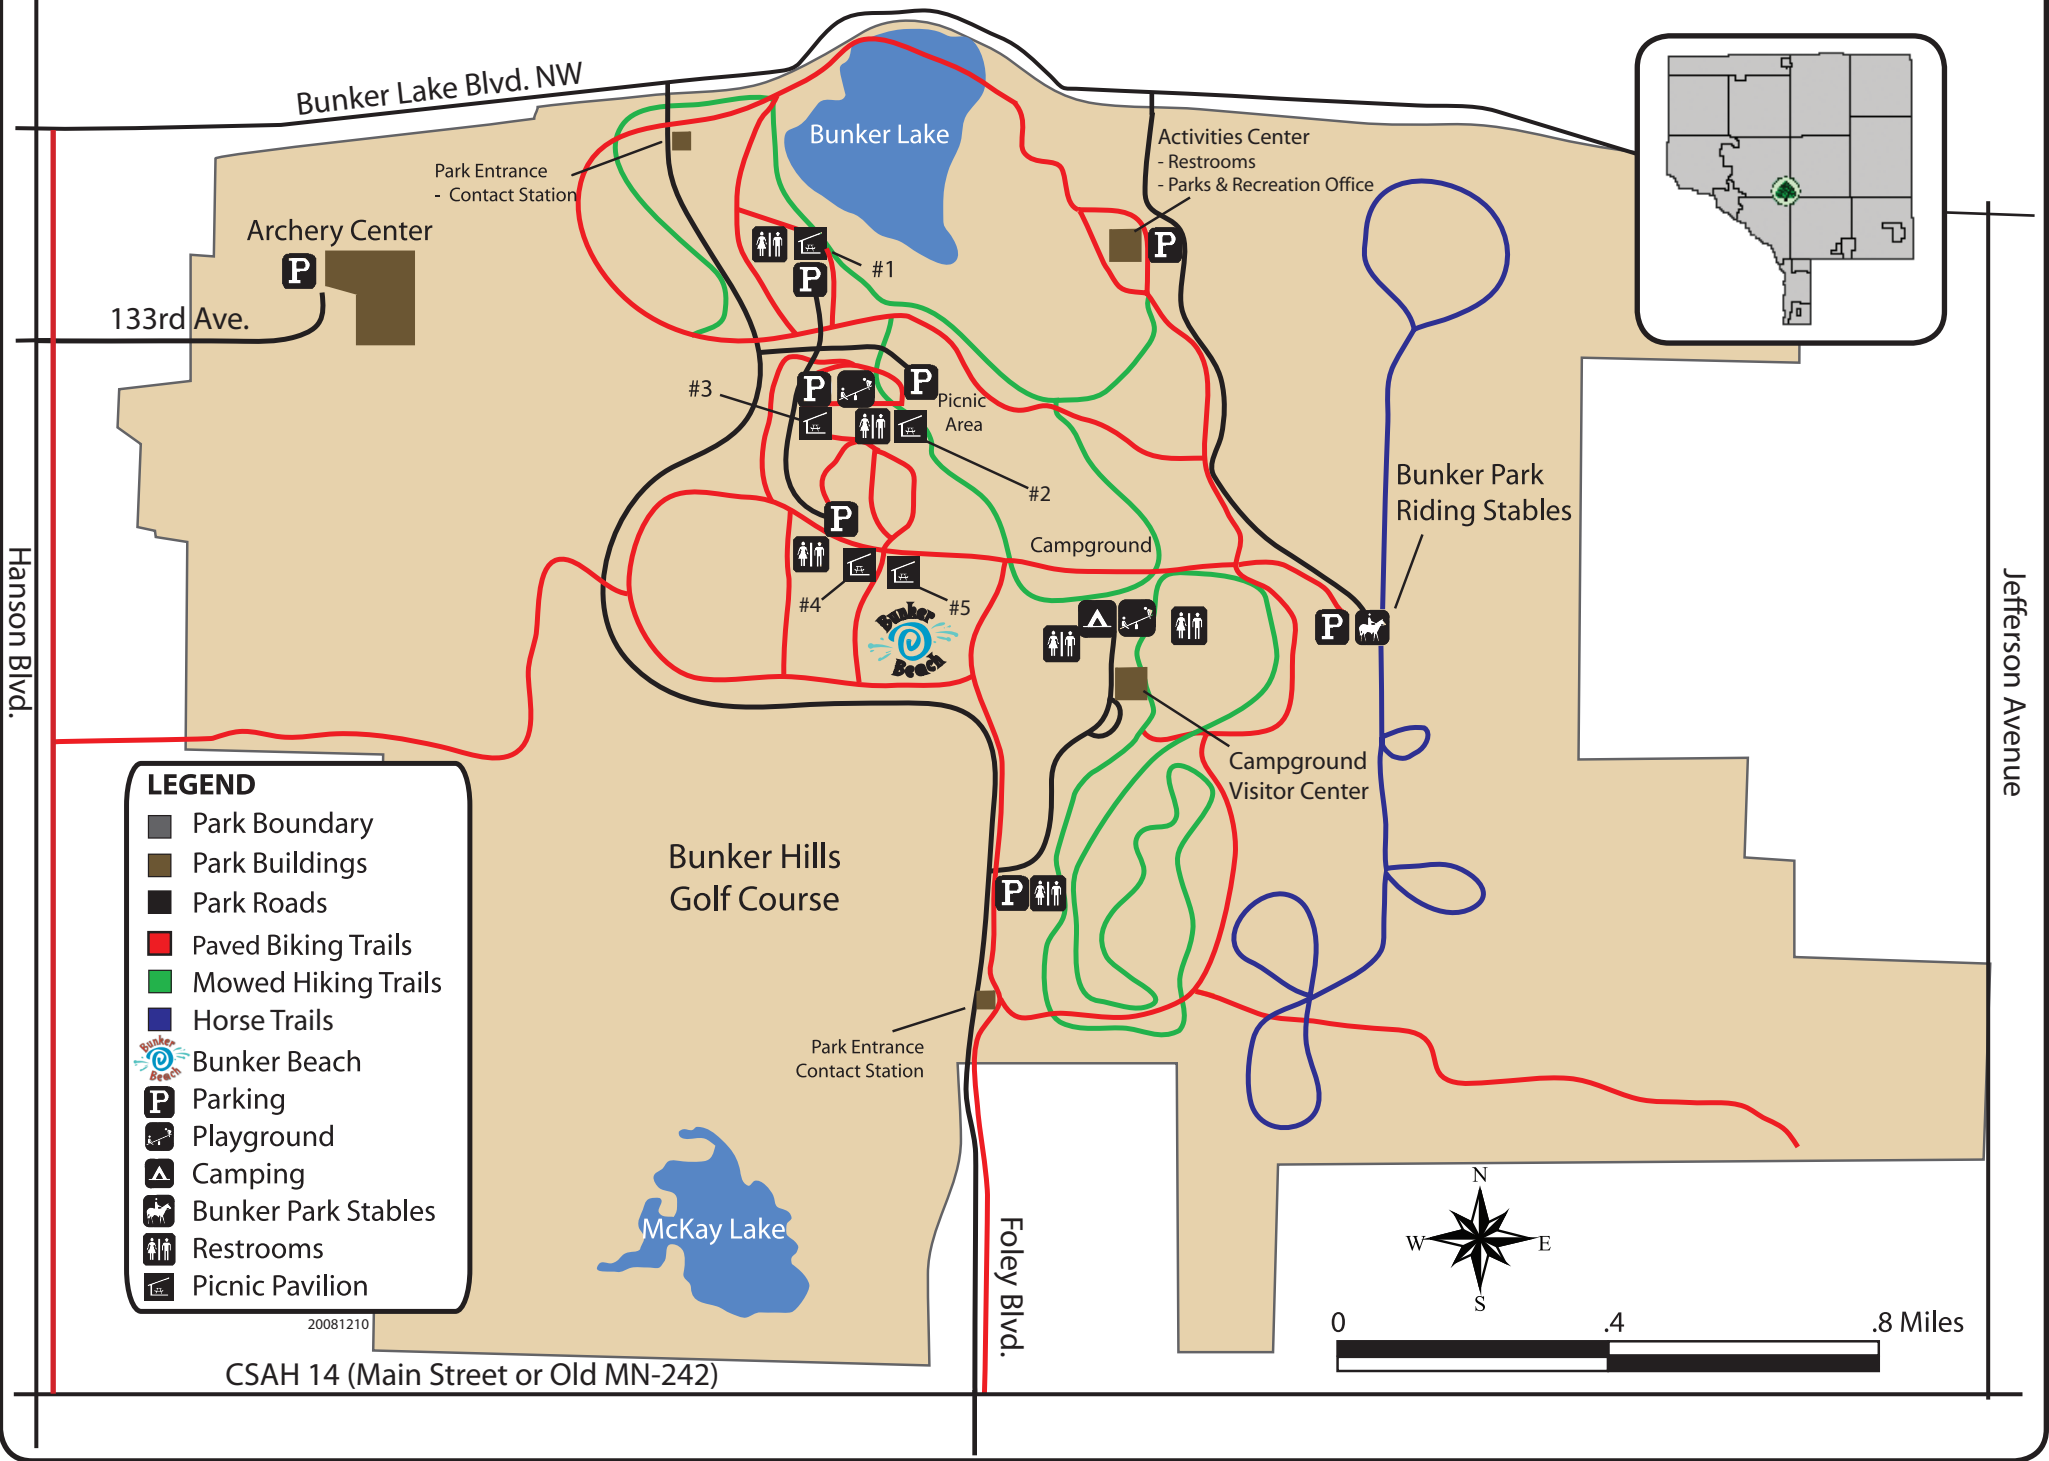 Bunker Lake Blvd. NW
Bunker Lake
Activities Center
- Restrooms
- Parks & Recreation Office
Park Entrance
- Contact Station
Archery Center
P
133rd Ave.
#1
P
P
#3
P
P
Picnic
Area
#2
Bunker Park
Riding Stables
P
Campground
Hanson Blvd.
Jefferson Avenue
#4
#5
Bunker
Beach
P
Campground
Visitor Center
Bunker Hills
Golf Course
P
Park Entrance
Contact Station
McKay Lake
Foley Blvd.
LEGEND
Park Boundary
Park Buildings
Park Roads
Paved Biking Trails
Mowed Hiking Trails
Horse Trails
Bunker
Beach
Bunker Beach
P
Parking
Playground
Camping
Bunker Park Stables
Restrooms
Picnic Pavilion
20081210
CSAH 14 (Main Street or Old MN-242)
N
W
E
S
0 .4 .8 Miles